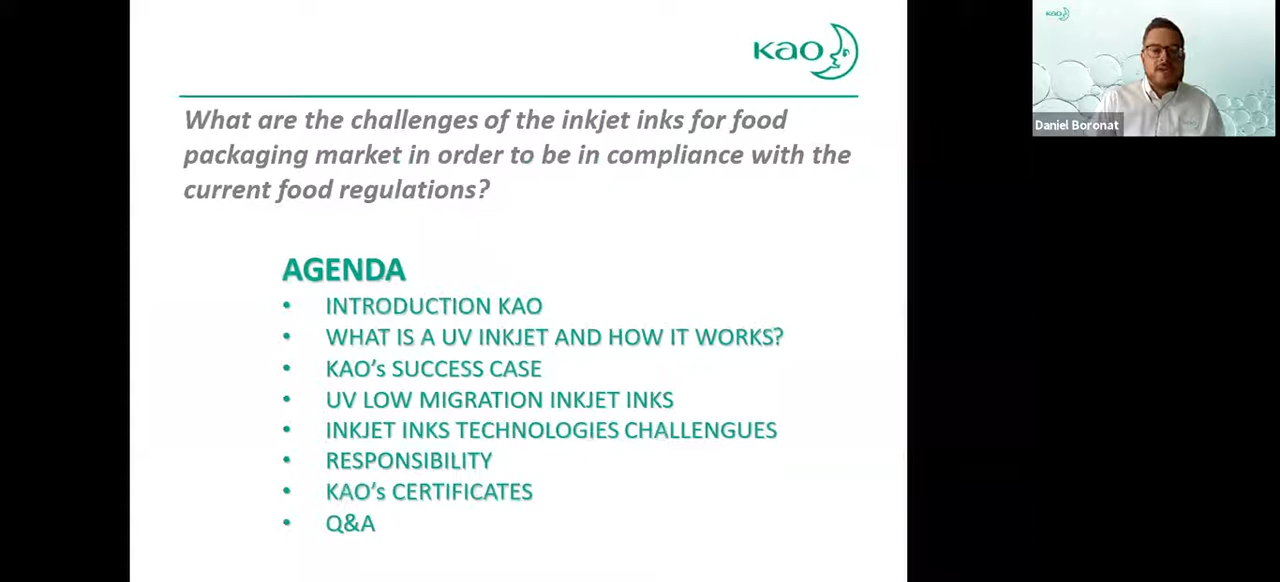 Kao
What are the challenges of the inkjet inks for food
packaging market in order to be in compliance with the
current food regulations?
AGENDA
• INTRODUCTION KAO
• WHAT IS A UV INKJET AND HOW IT WORKS?
• KAO's SUCCESS CASE
• UV LOW MIGRATION INKJET INKS
• INKJET INKS TECHNOLOGIES CHALLENGUES
• RESPONSIBILITY
• KAO's CERTIFICATES
• Q&A
Kao
Daniel Boronat